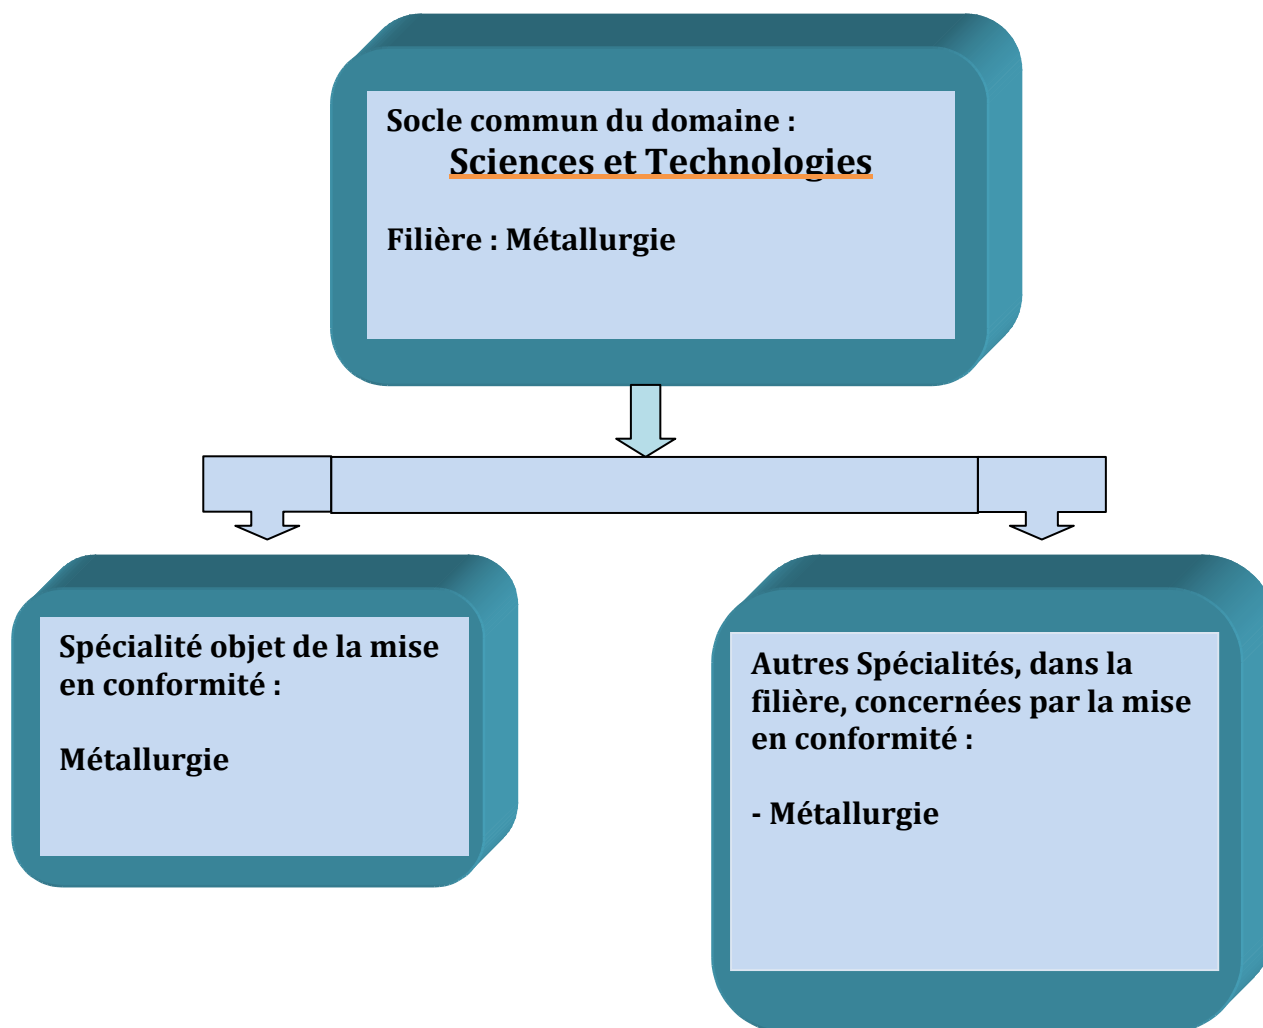 Socle commun du domaine :
Sciences et Technologies
Filière : Métallurgie
Spécialité objet de la mise
en conformité :
Métallurgie
Autres Spécialités, dans la
filière, concernées par la mise
en conformité :
- Métallurgie